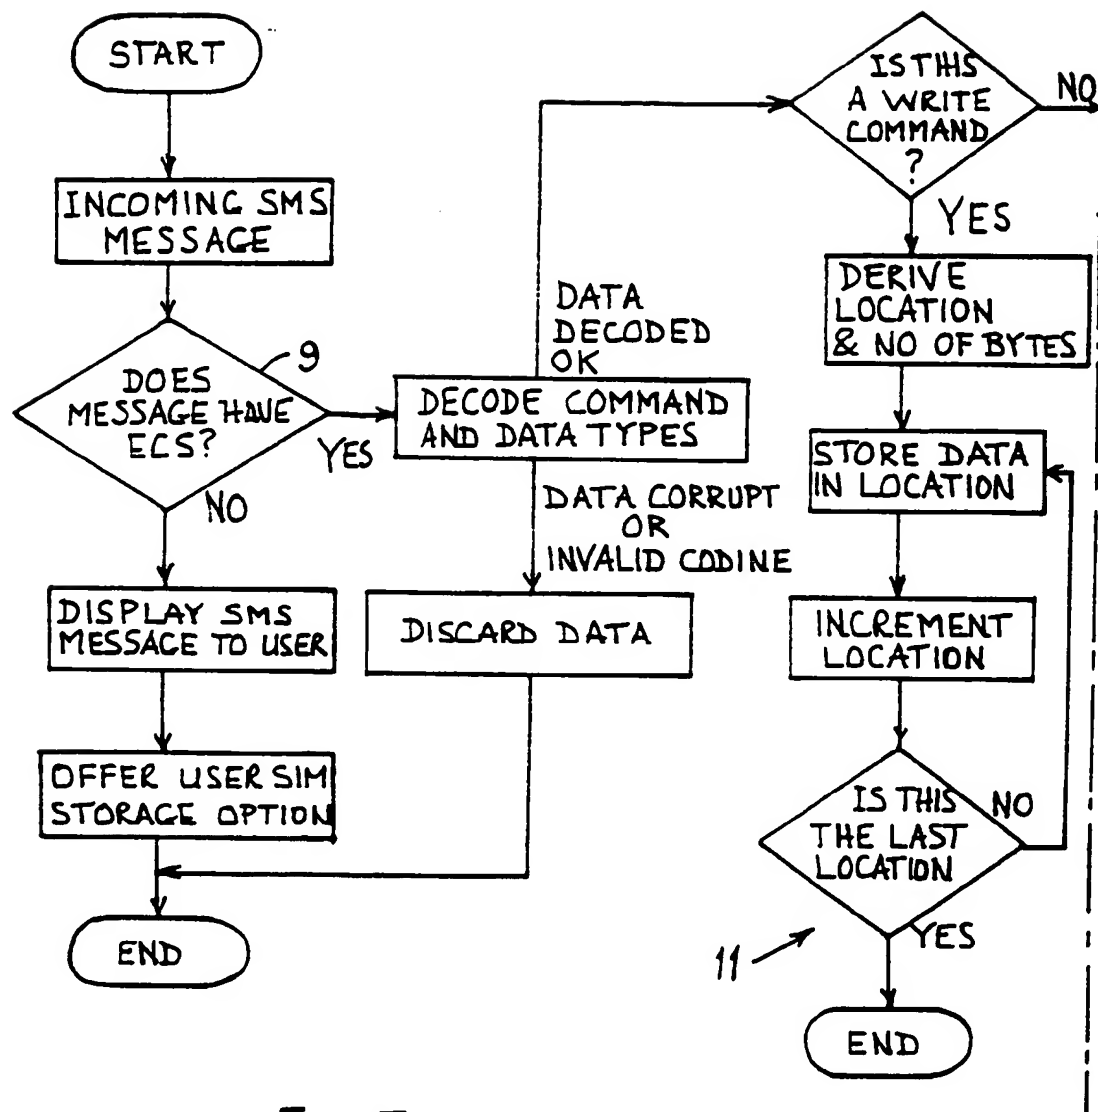 START
INCOMING SMS
MESSAGE
9
DOES
MESSAGE HAVE
ECS?
YES
NO
DISPLAY SMS
MESSAGE TO USER
OFFER USER SIM
STORAGE OPTION
END
DATA
DECODED
OK
DECODE COMMAND
AND DATA TYPES
DATA CORRUPT
OR
INVALID CODINE
DISCARD DATA
IS THIS
A WRITE
COMMAND
?
NO
YES
DERIVE
LOCATION
& NO OF BYTES
STORE DATA
IN LOCATION
INCREMENT
LOCATION
IS THIS
THE LAST
LOCATION
NO
YES
11
END